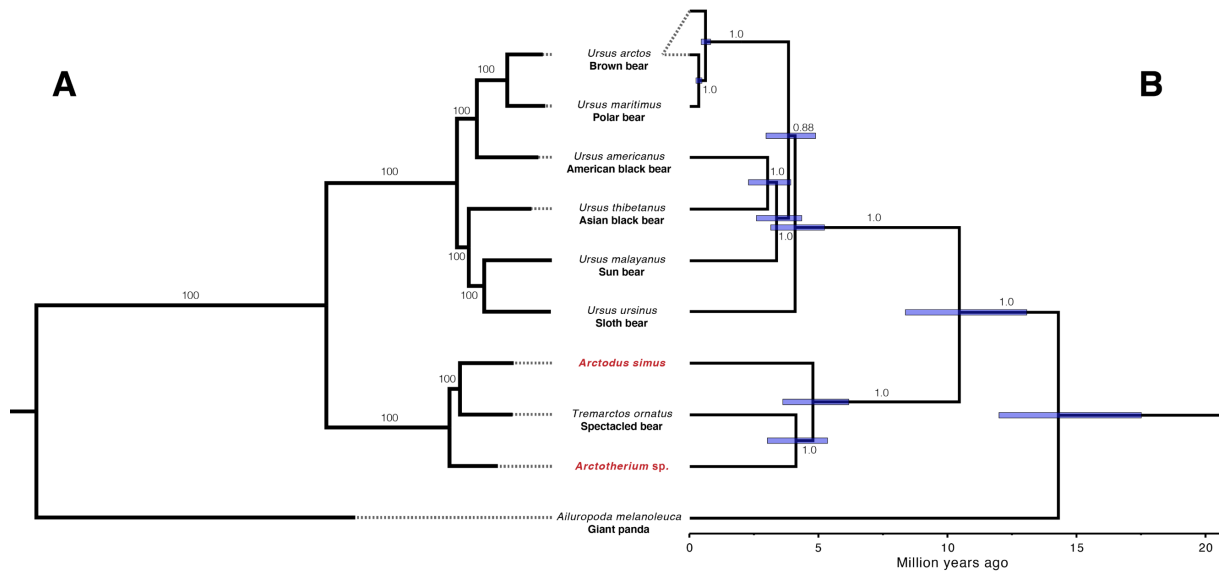 A
B
1.0
100
Ursus arctos
Brown bear
1.0
100
Ursus maritimus
Polar bear
0.88
100
Ursus americanus
American black bear
1.0
100
Ursus thibetanus
Asian black bear
1.0
1.0
100
Ursus malayanus
Sun bear
100
Ursus ursinus
Sloth bear
100
1.0
Arctodus simus
100
1.0
Tremarctos ornatus
Spectacled bear
100
1.0
Arctotherium sp.
Ailuropoda melanoleuca
Giant panda
0 5 10 15 20
Million years ago